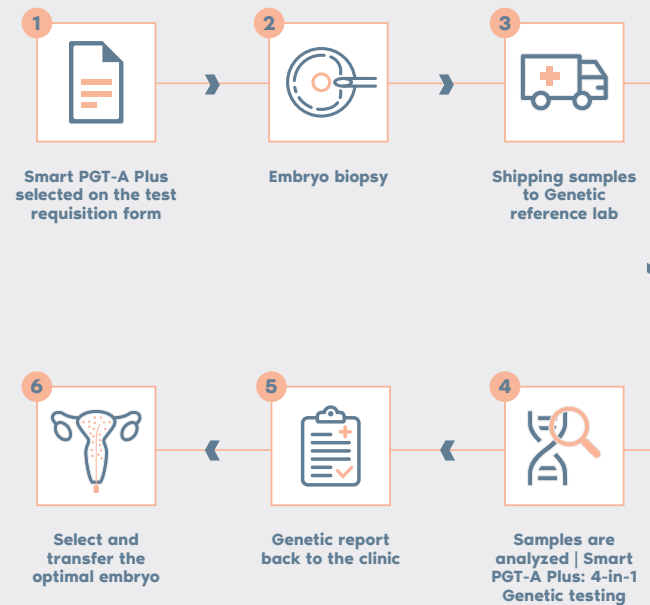 1
Smart PGT-A Plus
selected on the test
requisition form
2
Embryo biopsy
3
Shipping samples
to Genetic
reference lab
4
Samples are
analyzed | Smart
PGT-A Plus: 4-in-1
Genetic testing
5
Genetic report
back to the clinic
6
Select and
transfer the
optimal embryo